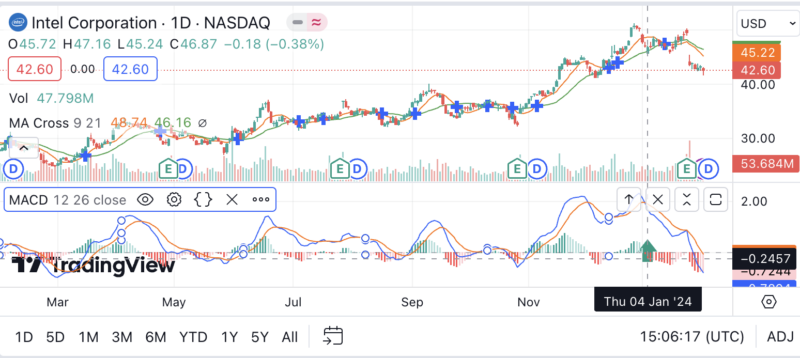 Intel Corporation · 1D · NASDAQ
USD
O45.72 H47.16 L45.24 C46.87 −0.18 (−0.38%)
42.60 0.00 42.60
45.22
42.60
Vol 47.798M
40.00
MA Cross 9 21 48.74 46.16 ∅
30.00
53.684M
D E D E D E D E D
MACD 12 26 close
2.00
−0.2457
−0.7244
TradingView
Mar May Jul Sep Nov Thu 04 Jan '24
1D 5D 1M 3M 6M YTD 1Y 5Y All 15:06:17 (UTC) ADJ